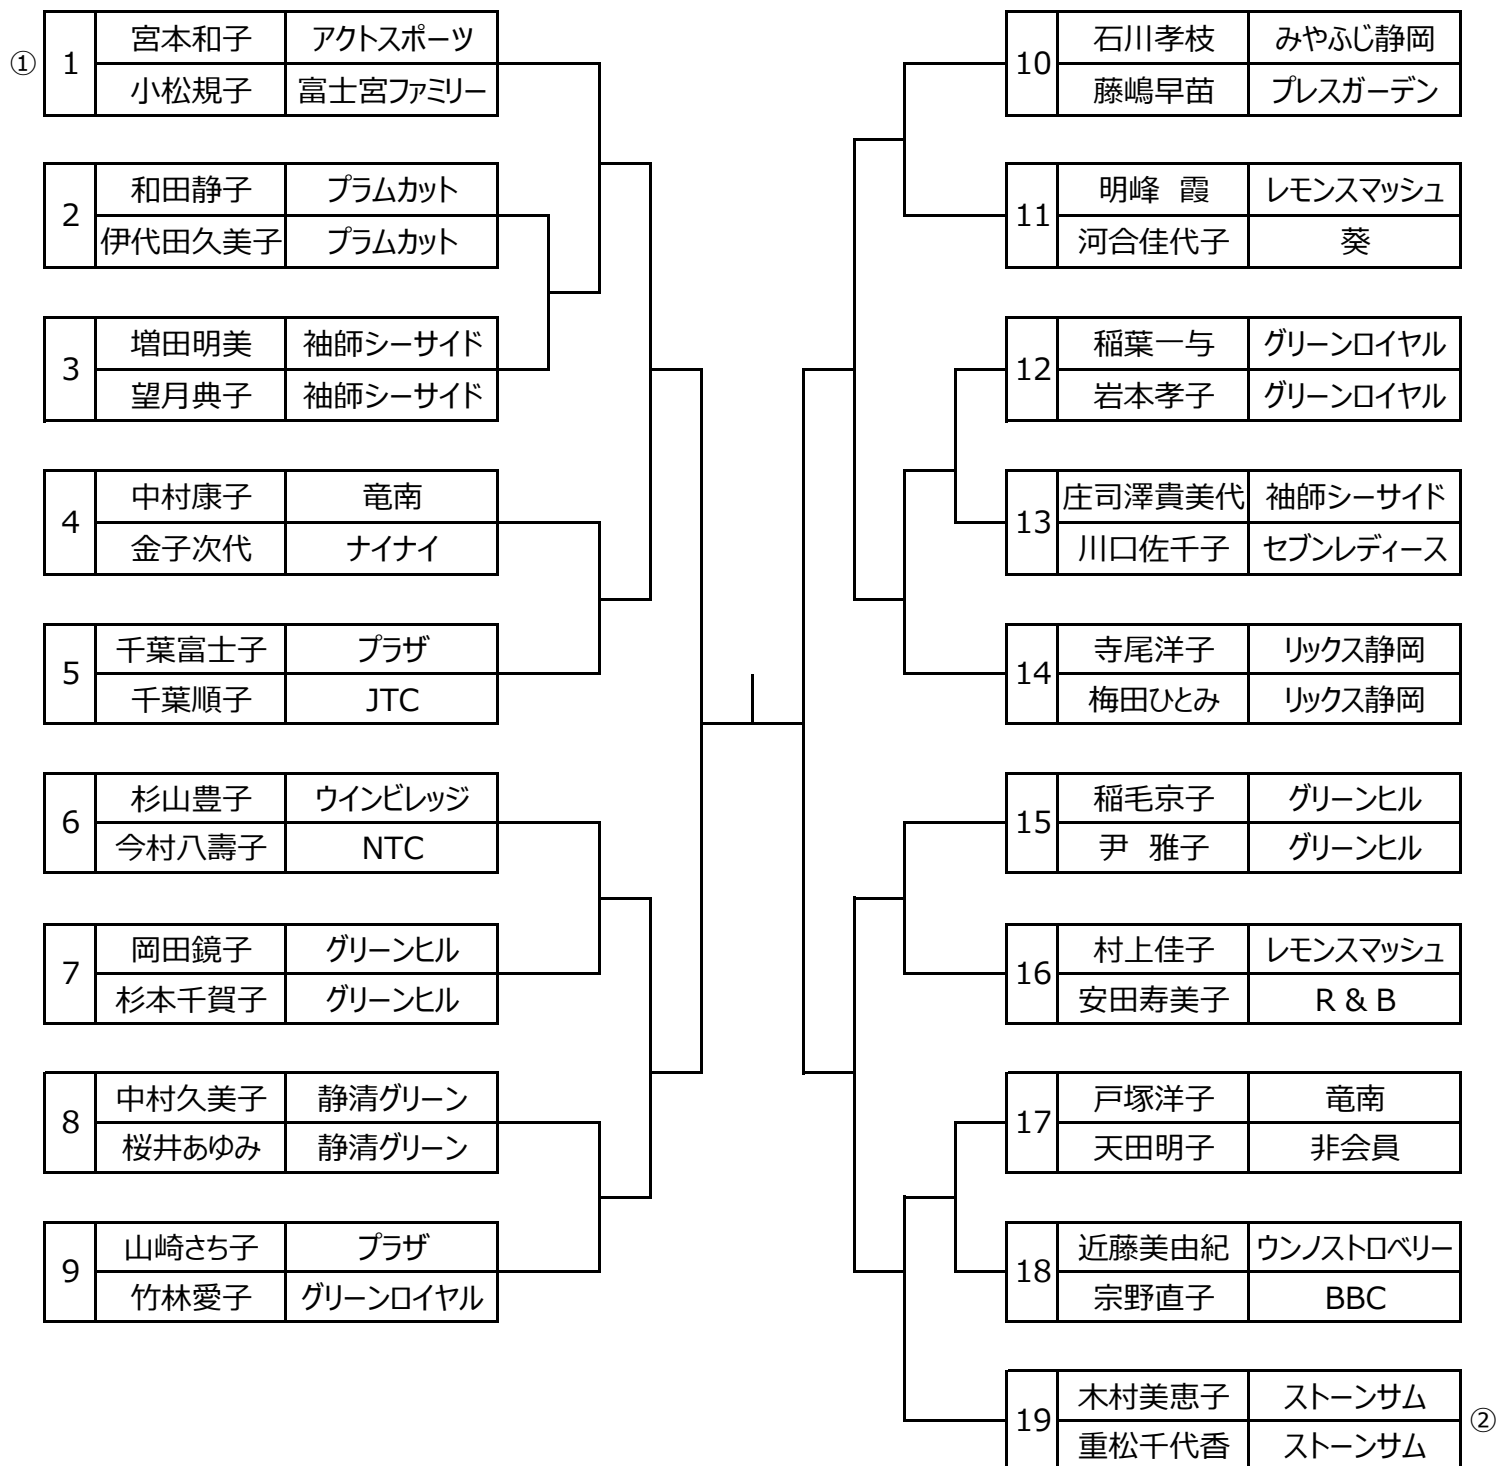 ① 1 宮本和子 アクトスポーツ
小松規子 富士宮ファミリー
2 和田静子 プラムカット
伊代田久美子 プラムカット
3 増田明美 袖師シーサイド
望月典子 袖師シーサイド
4 中村康子 竜南
金子次代 ナイナイ
5 千葉富士子 プラザ
千葉順子 JTC
6 杉山豊子 ウインビレッジ
今村八壽子 NTC
7 岡田鏡子 グリーンヒル
杉本千賀子 グリーンヒル
8 中村久美子 静清グリーン
桜井あゆみ 静清グリーン
9 山崎さち子 プラザ
竹林愛子 グリーンロイヤル
10 石川孝枝 みやふじ静岡
藤嶋早苗 プレスガーデン
11 明峰 霞 レモンスマッシュ
河合佳代子 葵
12 稲葉一与 グリーンロイヤル
岩本孝子 グリーンロイヤル
13 庄司澤貴美代 袖師シーサイド
川口佐千子 セブンレディース
14 寺尾洋子 リックス静岡
梅田ひとみ リックス静岡
15 稲毛京子 グリーンヒル
尹 雅子 グリーンヒル
16 村上佳子 レモンスマッシュ
安田寿美子 R & B
17 戸塚洋子 竜南
天田明子 非会員
18 近藤美由紀 ウンノストロベリー
宗野直子 BBC
19 木村美恵子 ストーンサム ②
重松千代香 ストーンサム